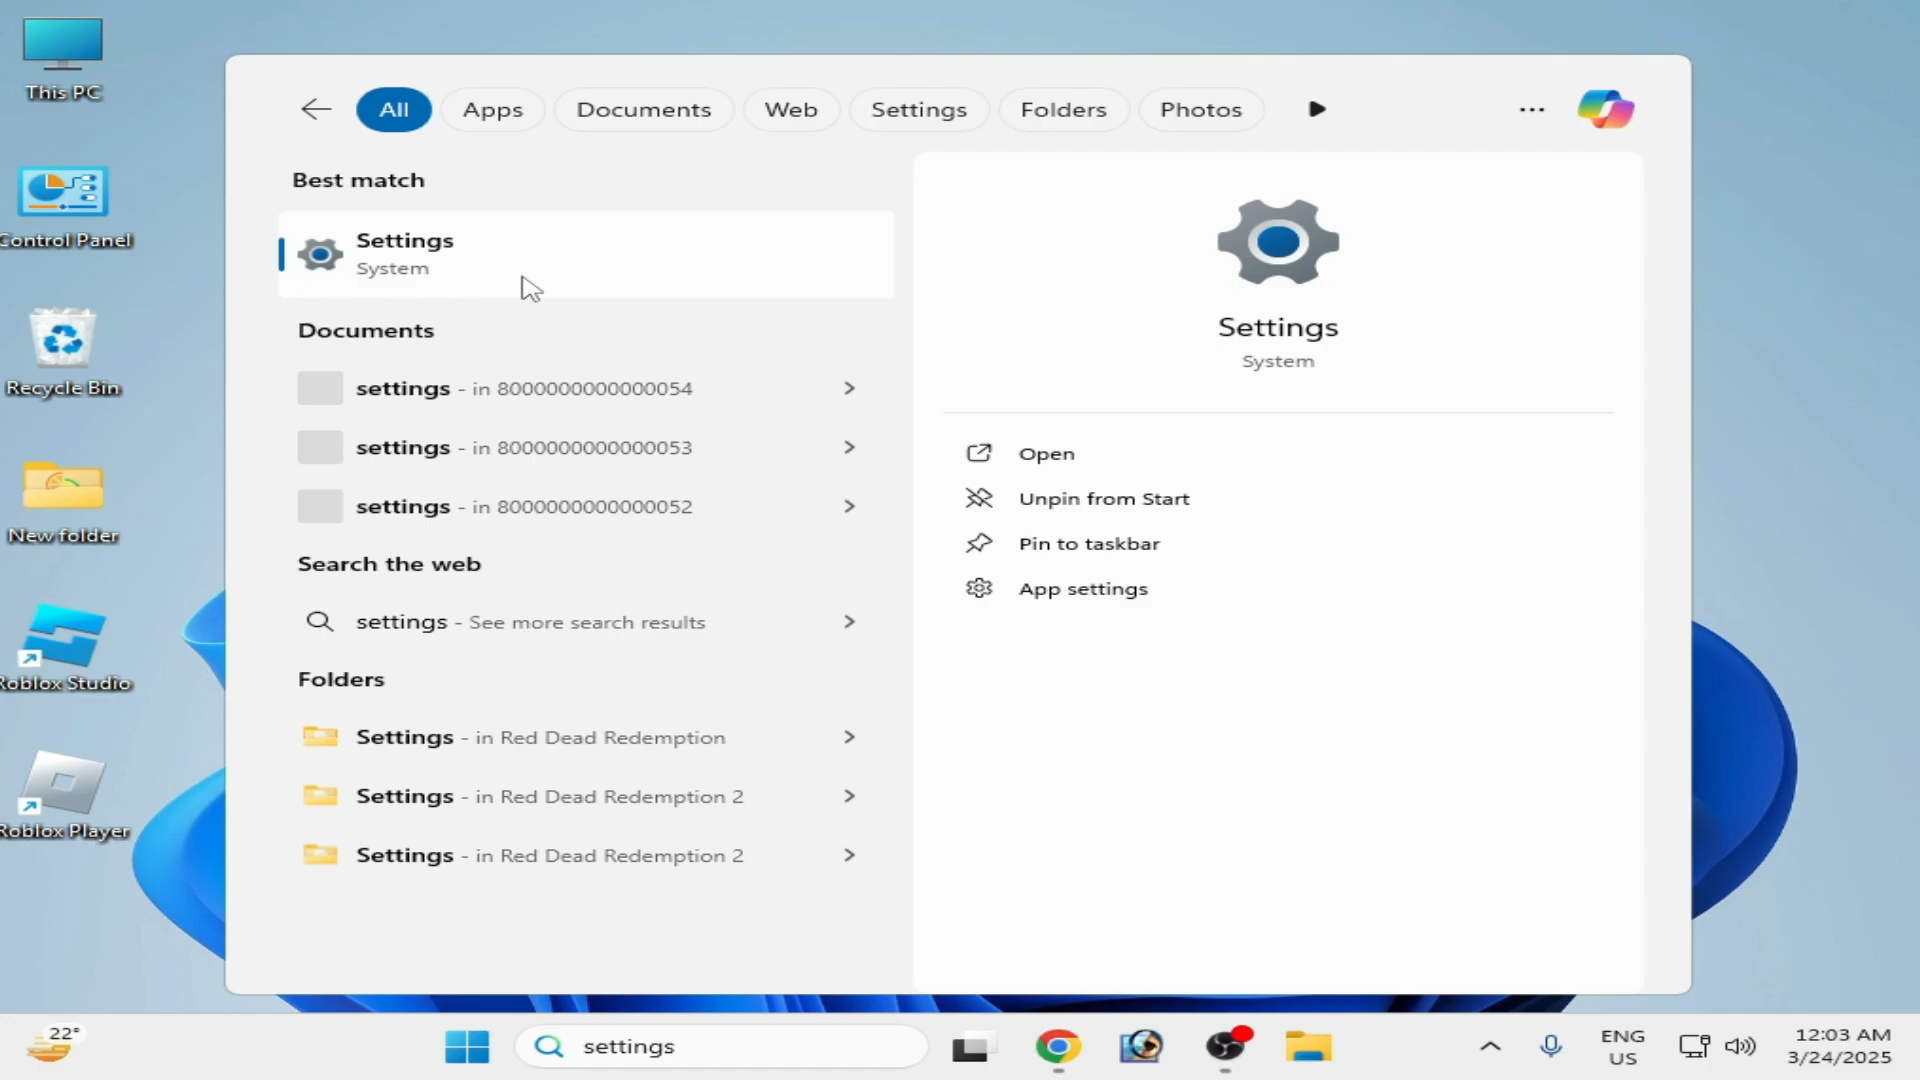 This PC
Control Panel
Recycle Bin
New folder
Roblox Studio
Roblox Player
All
Apps
Documents
Web
Settings
Folders
Photos
Best match
Settings
System
Documents
settings - in 8000000000000054
settings - in 8000000000000053
settings - in 8000000000000052
Search the web
settings - See more search results
Folders
Settings - in Red Dead Redemption
Settings - in Red Dead Redemption 2
Settings - in Red Dead Redemption 2
Settings
System
Open
Unpin from Start
Pin to taskbar
App settings
22°
settings
ENG
US
12:03 AM
3/24/2025